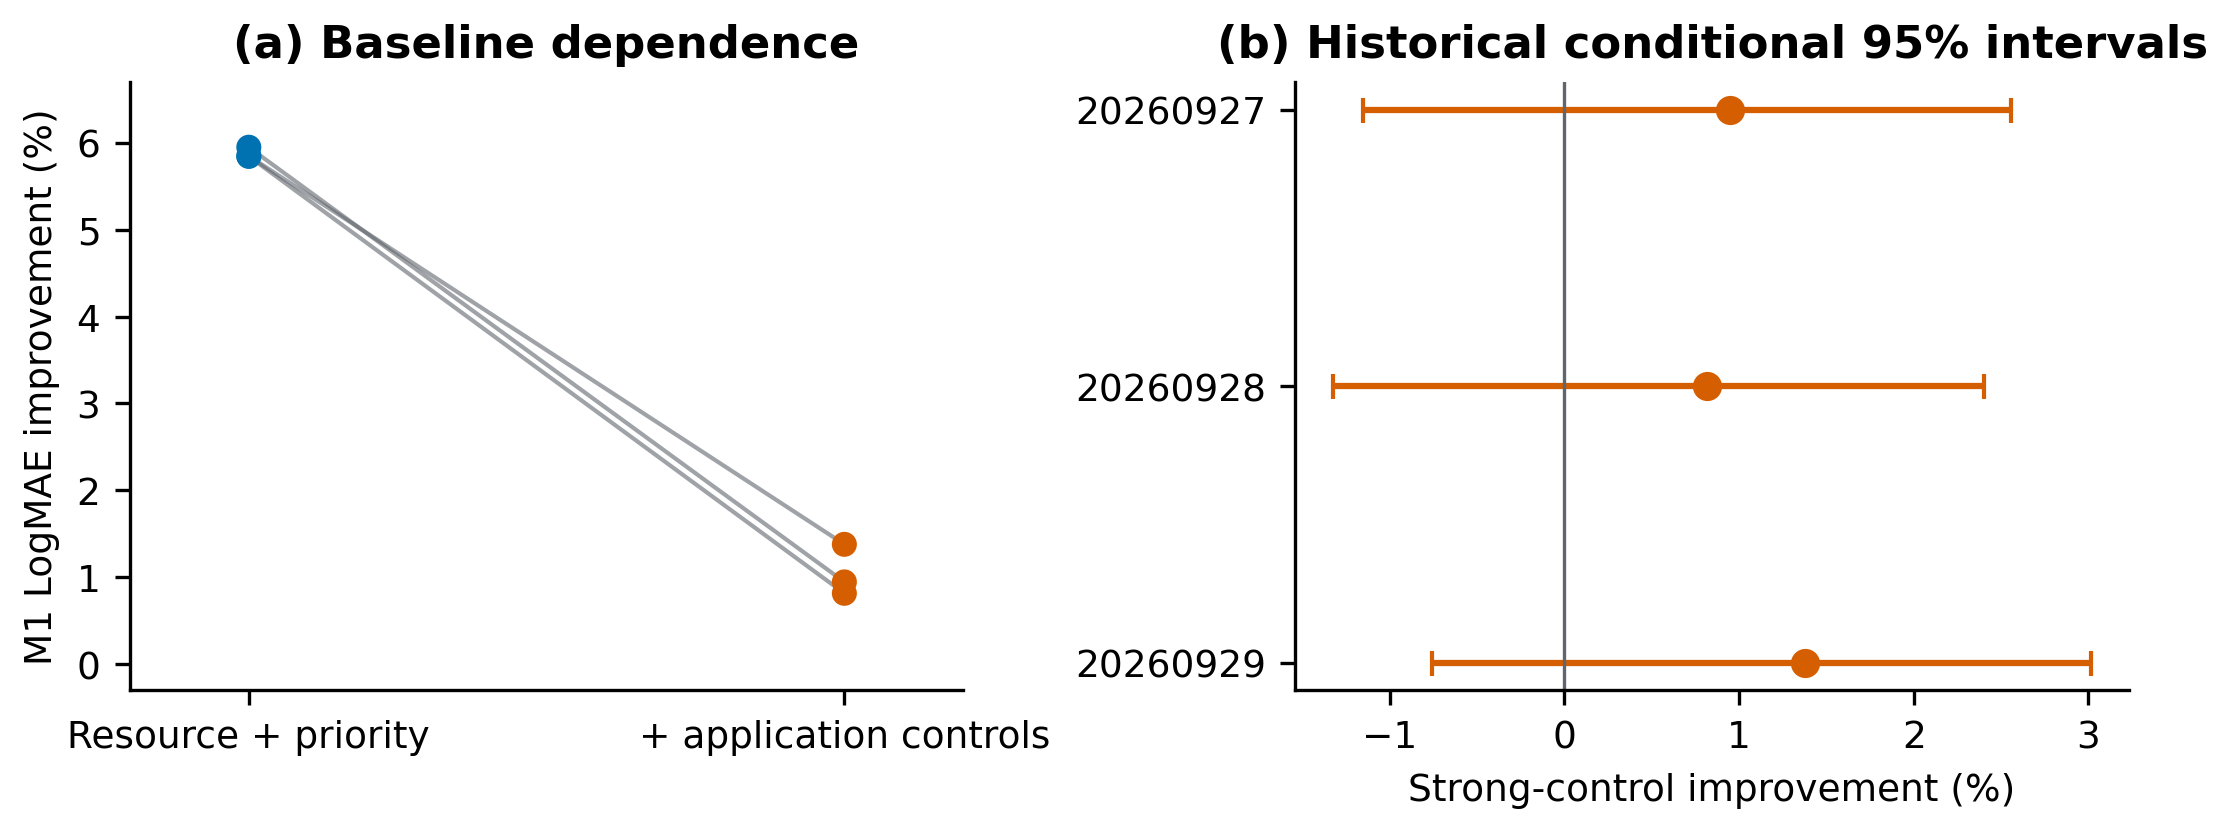 (a) Baseline dependence
M1 LogMAE improvement (%)
6
5
4
3
2
1
0
Resource + priority
+ application controls
(b) Historical conditional 95% intervals
20260927
20260928
20260929
−1
0
1
2
3
Strong-control improvement (%)